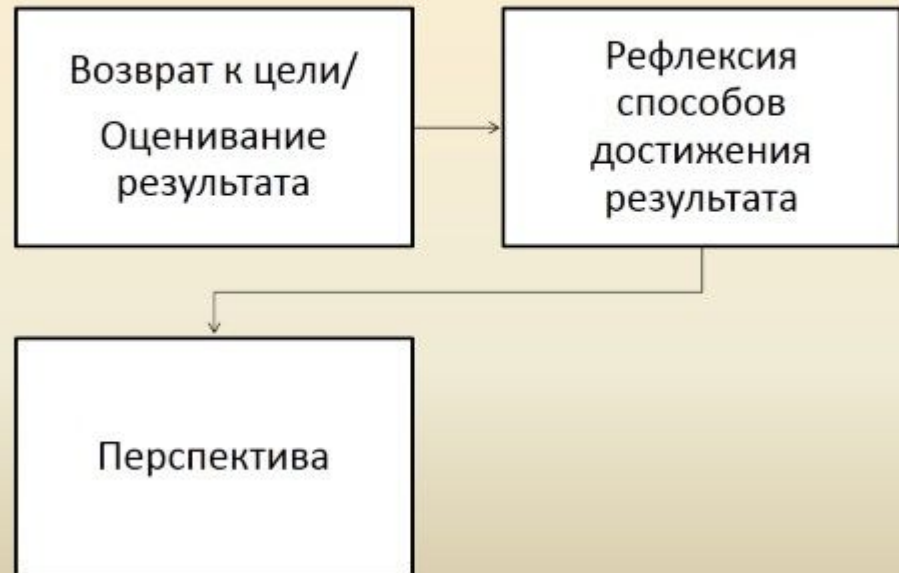 Возврат к цели/
Оценивание
результата
Рефлексия
способов
достижения
результата
Перспектива